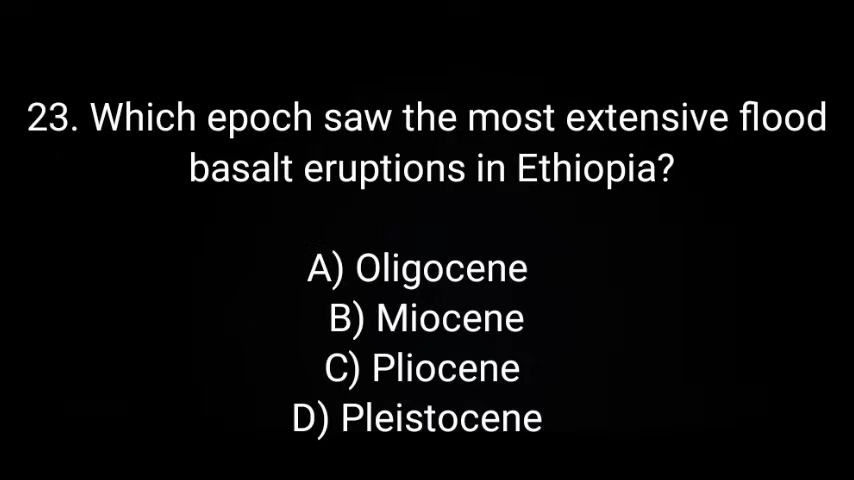 23. Which epoch saw the most extensive flood
basalt eruptions in Ethiopia?
A) Oligocene
B) Miocene
C) Pliocene
D) Pleistocene